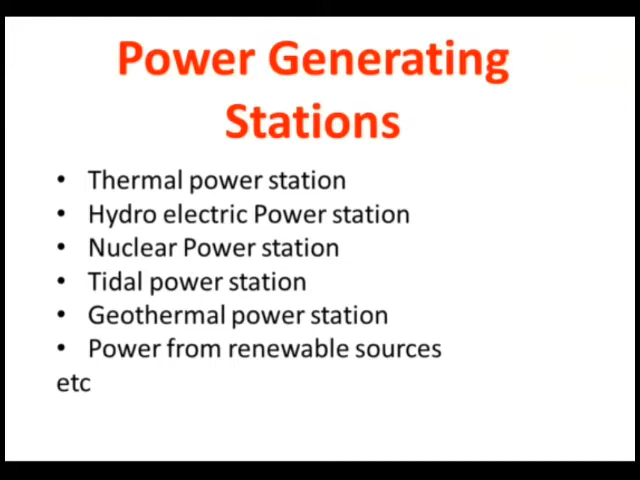 Power Generating
Stations
• Thermal power station
• Hydro electric Power station
• Nuclear Power station
• Tidal power station
• Geothermal power station
• Power from renewable sources
etc